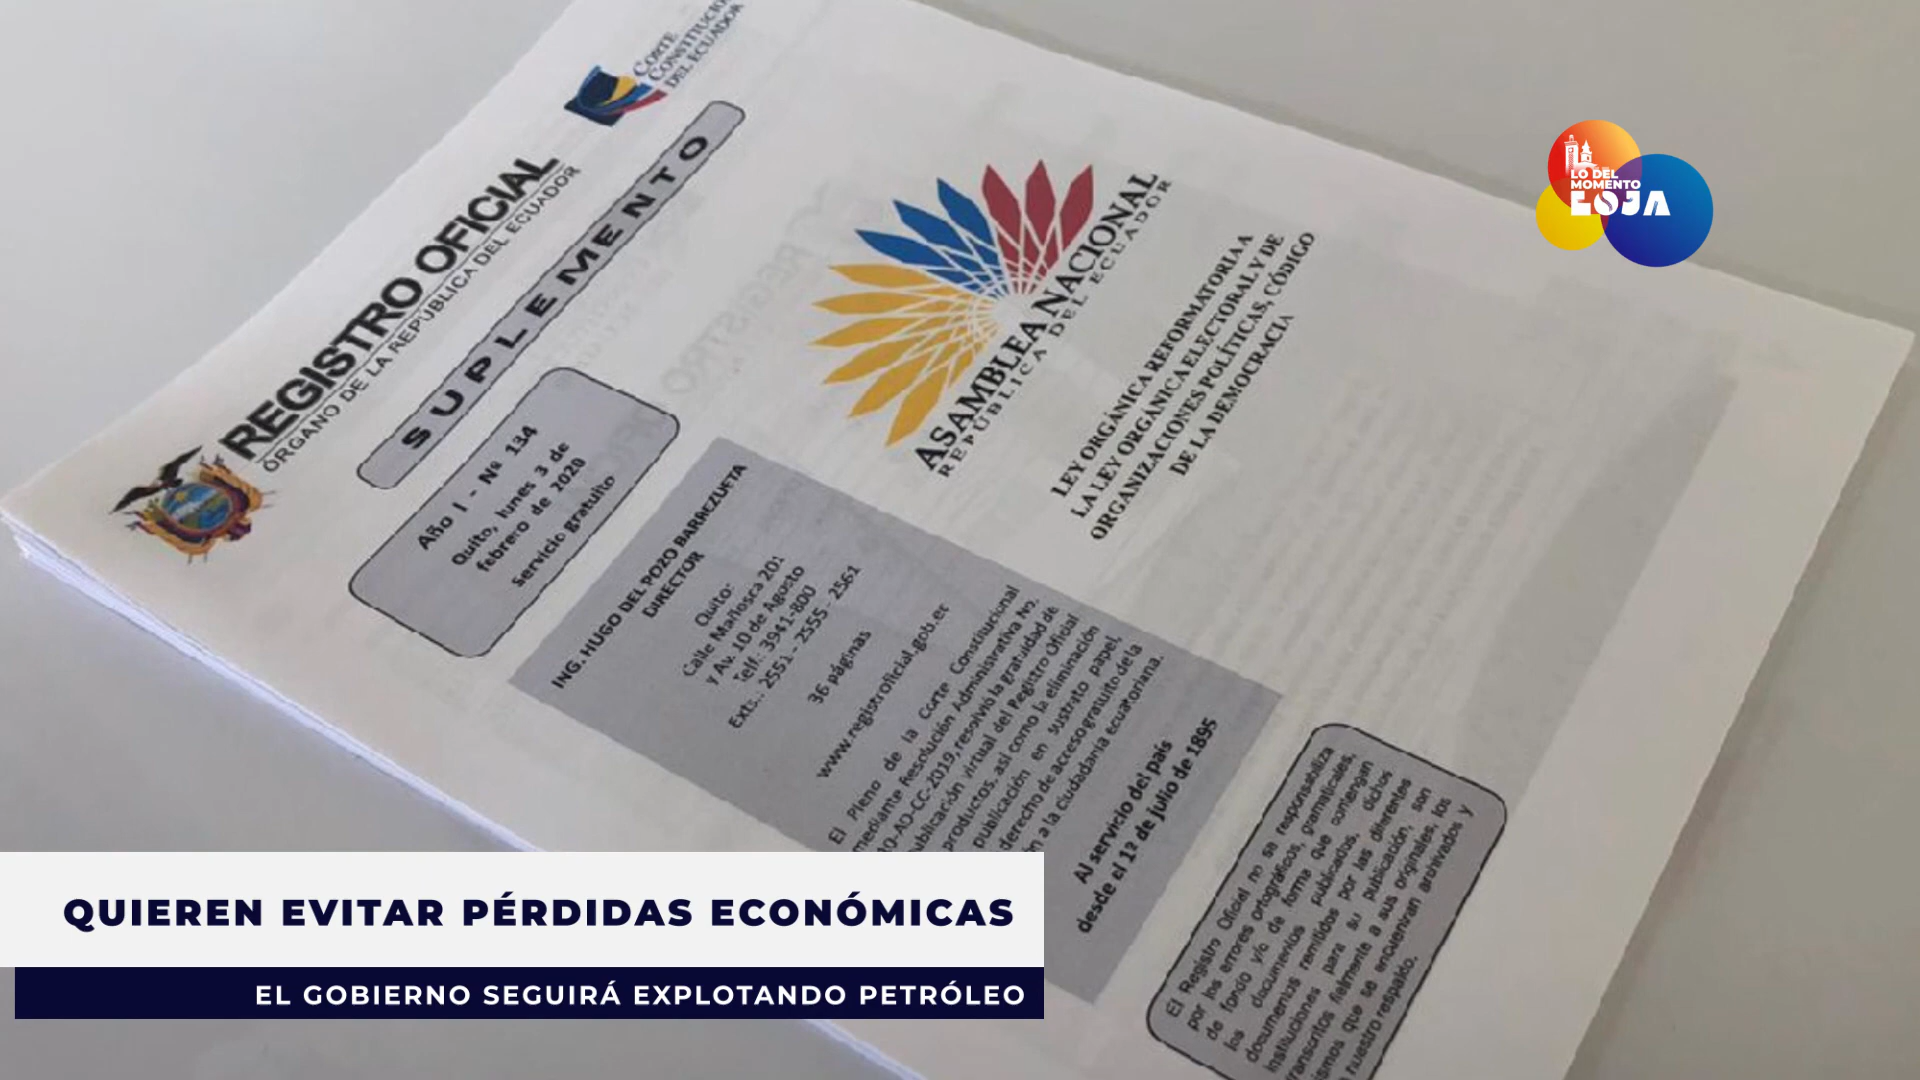 CORTE
CONSTITUCIO
DEL ECUADOR
REGISTRO OFICIAL
ÓRGANO DE LA REPÚBLICA DEL ECUADOR
SUPLEMENTO
Año I - Nº 134
Quito, lunes 3 de
febrero de 2020
servicio gratuito
ASAMBLEA NACIONAL
REPÚBLICA DEL ECUADOR
LEY ORGÁNICA REFORMATORIA A
LA LEY ORGÁNICA ELECTORAL Y DE
ORGANIZACIONES POLÍTICAS, CÓDIGO
DE LA DEMOCRACIA
ING. HUGO DEL POZO BARREZUETA
DIRECTOR
Quito:
Calle Mañosca 201
y Av. 10 de Agosto
Telf.: 3941-800
Exts.: 2551 - 2555 - 2561
36 páginas
www.registroficial.gob.ec
El Pleno de la Corte Constitucional
mediante Resolución Administrativa No.
10-AD-CC-2019, resolvió la gratuidad de
publicación virtual del Registro Oficial
productos, así como la eliminación
publicación en sustrato papel,
derecho de acceso gratuito de la
n a la ciudadanía ecuatoriana.
Al servicio del país
desde el 1º de julio de 1895
El Registro Oficial no se responsabiliza
por los errores ortográficos, gramaticales,
de fondo y/o de forma que contengan
los documentos publicados, dichos
documentos remitidos por las diferentes
instituciones para su publicación, son
transcritos fielmente a sus originales, los
ismos que se encuentran archivados y
nuestro respaldo.
LO DEL
MOMENTO
LOJA
QUIEREN EVITAR PÉRDIDAS ECONÓMICAS
EL GOBIERNO SEGUIRÁ EXPLOTANDO PETRÓLEO